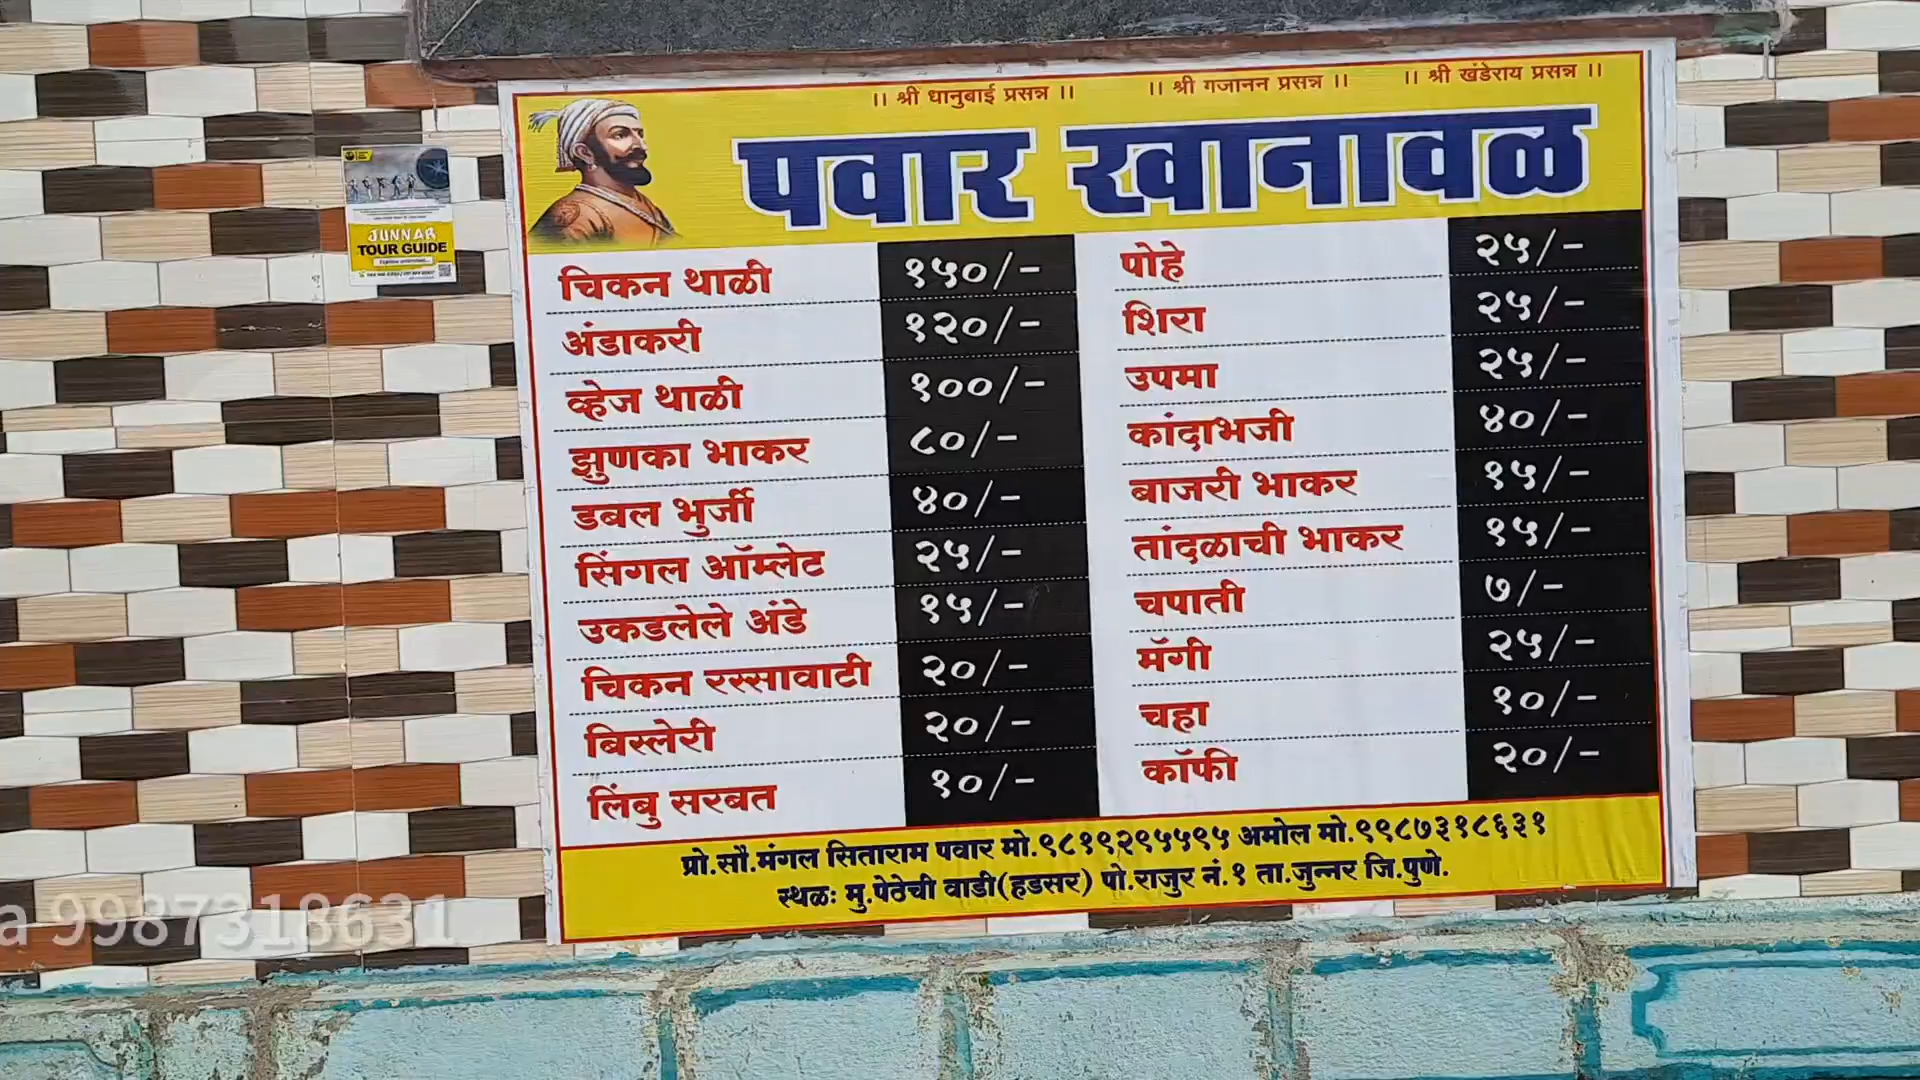 || श्री धानुबाई प्रसन्न || || श्री गजानन प्रसन्न || || श्री खंडेराय प्रसन्न ||
पवार खानावळ
चिकन थाळी १५०/-
अंडाकरी १२०/-
व्हेज थाळी १००/-
झुणका भाकर ८०/-
डबल भुर्जी ४०/-
सिंगल ऑम्लेट २५/-
उकडलेले अंडे १५/-
चिकन रस्सावाटी २०/-
बिस्लेरी २०/-
लिंबु सरबत १०/-
पोहे २५/-
शिरा २५/-
उपमा २५/-
कांदाभजी ४०/-
बाजरी भाकर १५/-
तांदळाची भाकर १५/-
चपाती ७/-
मॅगी २५/-
चहा १०/-
कॉफी २०/-
प्रो.सौ.मंगल सिताराम पवार मो.९८१९२९५५९५ अमोल मो.९९८७३१८६३१
स्थळः मु.पेठेची वाडी(हडसर) पो.राजुर नं.१ ता.जुन्नर जि.पुणे.
JUNNAR
TOUR GUIDE
a 9987318631